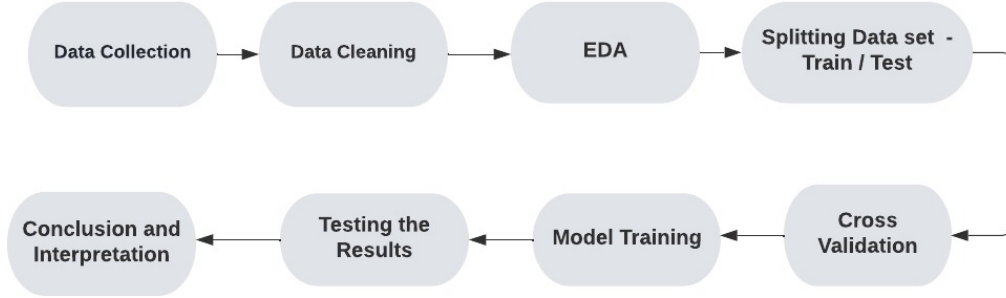 Data Collection
Data Cleaning
EDA
Splitting Data set -
Train / Test
Cross
Validation
Model Training
Testing the
Results
Conclusion and
Interpretation